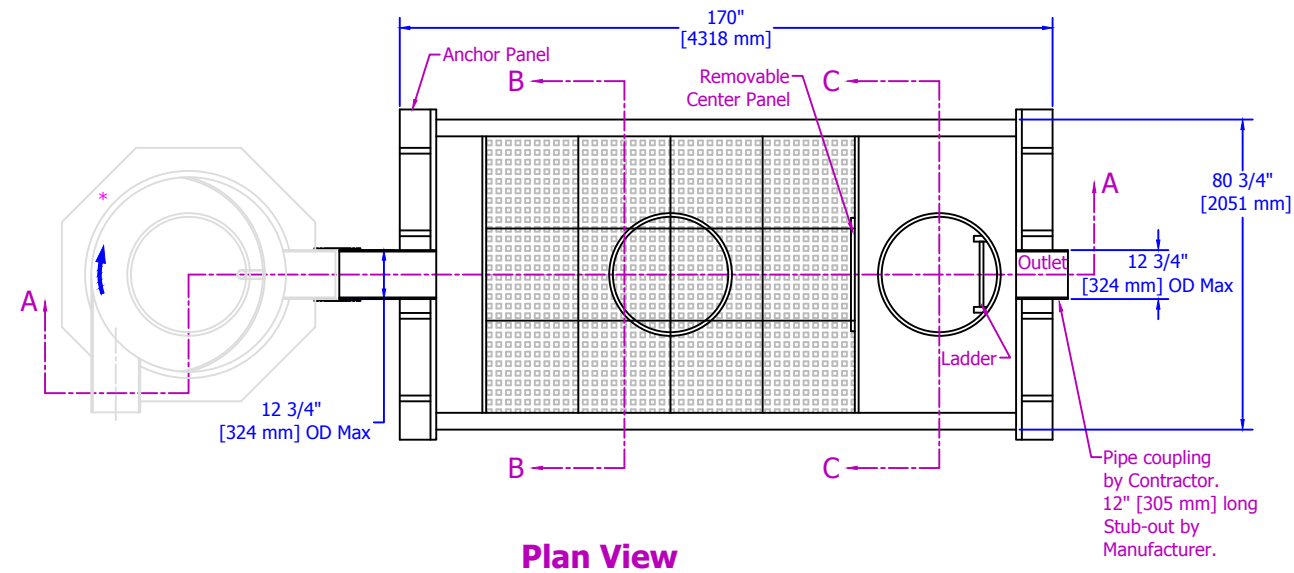 170"
[4318 mm]
Anchor Panel
B
Removable
Center Panel
C
A
80 3/4"
[2051 mm]
*
Outlet
12 3/4"
[324 mm] OD Max
A
Ladder
12 3/4"
[324 mm] OD Max
B
C
Pipe coupling
by Contractor.
12" [305 mm] long
Stub-out by
Manufacturer.
Plan View